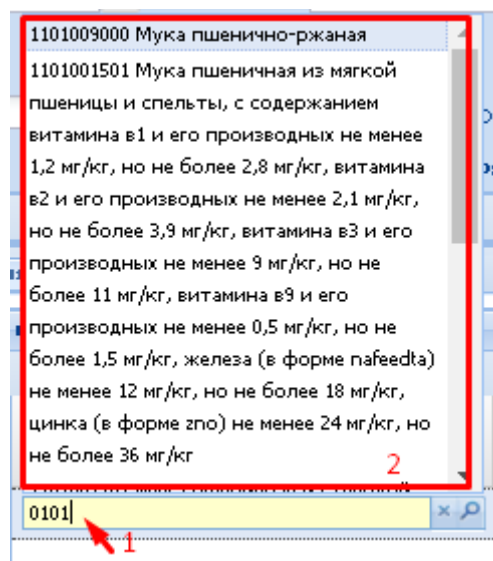 1101009000 Мука пшенично-ржаная
1101001501 Мука пшеничная из мягкой
пшеницы и спельты, с содержанием
витамина в1 и его производных не менее
1,2 мг/кг, но не более 2,8 мг/кг, витамина
в2 и его производных не менее 2,1 мг/кг,
но не более 3,9 мг/кг, витамина в3 и его
производных не менее 9 мг/кг, но не
более 11 мг/кг, витамина в9 и его
производных не менее 0,5 мг/кг, но не
более 1,5 мг/кг, железа (в форме nafeedta)
не менее 12 мг/кг, но не более 18 мг/кг,
цинка (в форме zno) не менее 24 мг/кг, но
не более 36 мг/кг
2
0101
1